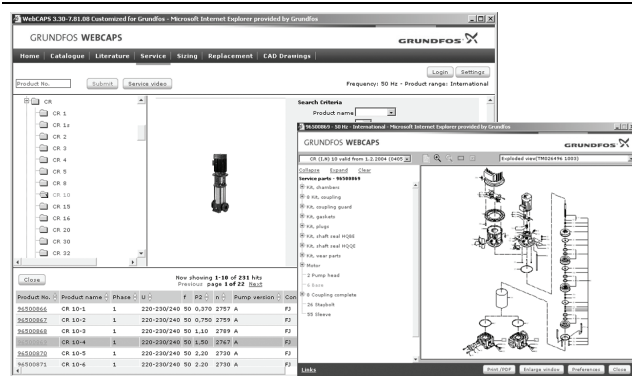 WebCAPS 3.30-7.81.08 Customized for Grundfos - Microsoft Internet Explorer provided by Grundfos
GRUNDFOS WEBCAPS
GRUNDFOS
Home Catalogue Literature Service Sizing Replacement CAD Drawings
Login Settings
Product No. Submit Service video
Frequency: 50 Hz - Product range: International
CR
CR 1
CR 1s
CR 2
CR 3
CR 4
CR 5
CR 8
CR 10
CR 15
CR 16
CR 20
CR 30
CR 32
Search Criteria
Product name
Close
Now showing 1-10 of 231 hits
Previous page 1 of 22 Next
Product No. Product name Phase U f P2 n Pump version Con
96500866 CR 10-1 1 220-230/240 50 0,370 2757 A FJ
96500867 CR 10-2 1 220-230/240 50 0,750 2759 A FJ
96500868 CR 10-3 1 220-230/240 50 1,10 2789 A FJ
CR 10-4 1 220-230/240 50 1,50 2767 A FJ
96500870 CR 10-5 1 220-230/240 50 2,20 2730 A FJ
96500871 CR 10-6 1 220-230/240 50 2,20 2730 A FJ
96500869 - 50 Hz - International - Microsoft Internet Explorer provided by Grundfos
GRUNDFOS WEBCAPS
GRUNDFOS
CR (I,N) 10 valid from 1.2.2004 (0405
Exploded view(TM026496 1003)
Collapse Expand Clear
Service parts - 96500869
Kit, chambers
Kit, coupling
Kit, coupling guard
Kit, gaskets
Kit, plugs
Kit, shaft seal HQBE
Kit, shaft seal HQQE
Kit, wear parts
Motor
2 Pump head
6 Base
8 Coupling complete
26 Staybolt
55 Sleeve
Links
Print /PDF Enlarge window Preferences Close